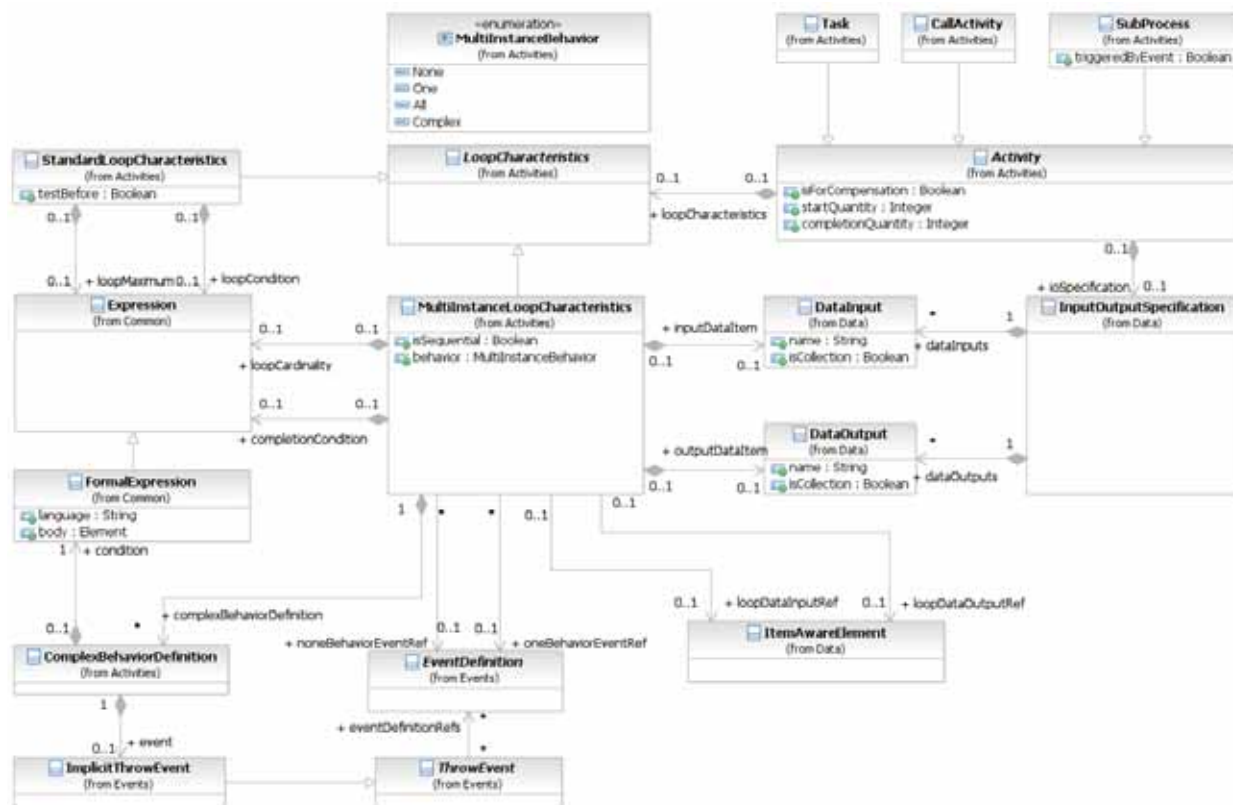 «enumeration»
MultiInstanceBehavior
(from Activities)
None
One
All
Complex
Task
(from Activities)
CallActivity
(from Activities)
SubProcess
(from Activities)
triggeredByEvent : Boolean
StandardLoopCharacteristics
(from Activities)
testBefore : Boolean
LoopCharacteristics
(from Activities)
0..1
0..1
+ loopCharacteristics
Activity
(from Activities)
isForCompensation : Boolean
startQuantity : Integer
completionQuantity : Integer
0..1
0..1
0..1
+ loopMaximum
0..1
+ loopCondition
0..1
+ ioSpecification
0..1
Expression
(from Common)
0..1
0..1
+ loopCardinality
0..1
0..1
+ completionCondition
MultiInstanceLoopCharacteristics
(from Activities)
isSequential : Boolean
behavior : MultiInstanceBehavior
+ inputDataItem
0..1
0..1
DataInput
(from Data)
name : String
isCollection : Boolean
*
1
+ dataInputs
InputOutputSpecification
(from Data)
+ outputDataItem
0..1
0..1
DataOutput
(from Data)
name : String
isCollection : Boolean
*
1
+ dataOutputs
FormalExpression
(from Common)
language : String
body : Element
1
+ condition
1
*
*
0..1
0..1
0..1
*
+ complexBehaviorDefinition
+ noneBehaviorEventRef
0..1
0..1
+ oneBehaviorEventRef
0..1
+ loopDataInputRef
0..1
+ loopDataOutputRef
ComplexBehaviorDefinition
(from Activities)
EventDefinition
(from Events)
ItemAwareElement
(from Data)
1
0..1
+ event
+ eventDefinitionRefs
*
*
ImplicitThrowEvent
(from Events)
ThrowEvent
(from Events)